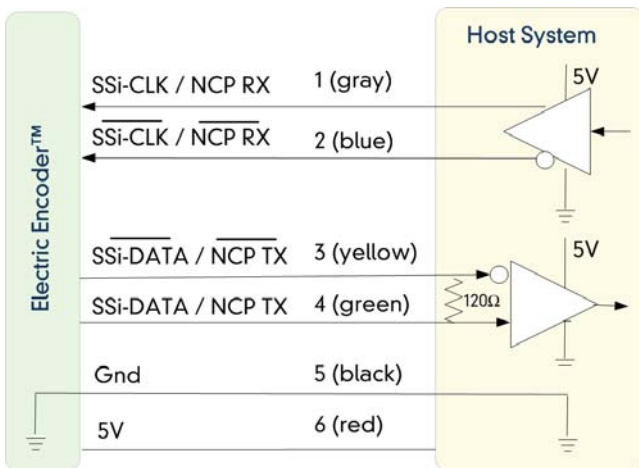 Host System
5V
SSi-CLK / NCP RX 1 (gray)
SSi-CLK / NCP RX 2 (blue)
Electric Encoder™
5V
SSi-DATA / NCP TX 3 (yellow)
120Ω
SSi-DATA / NCP TX 4 (green)
Gnd 5 (black)
5V 6 (red)